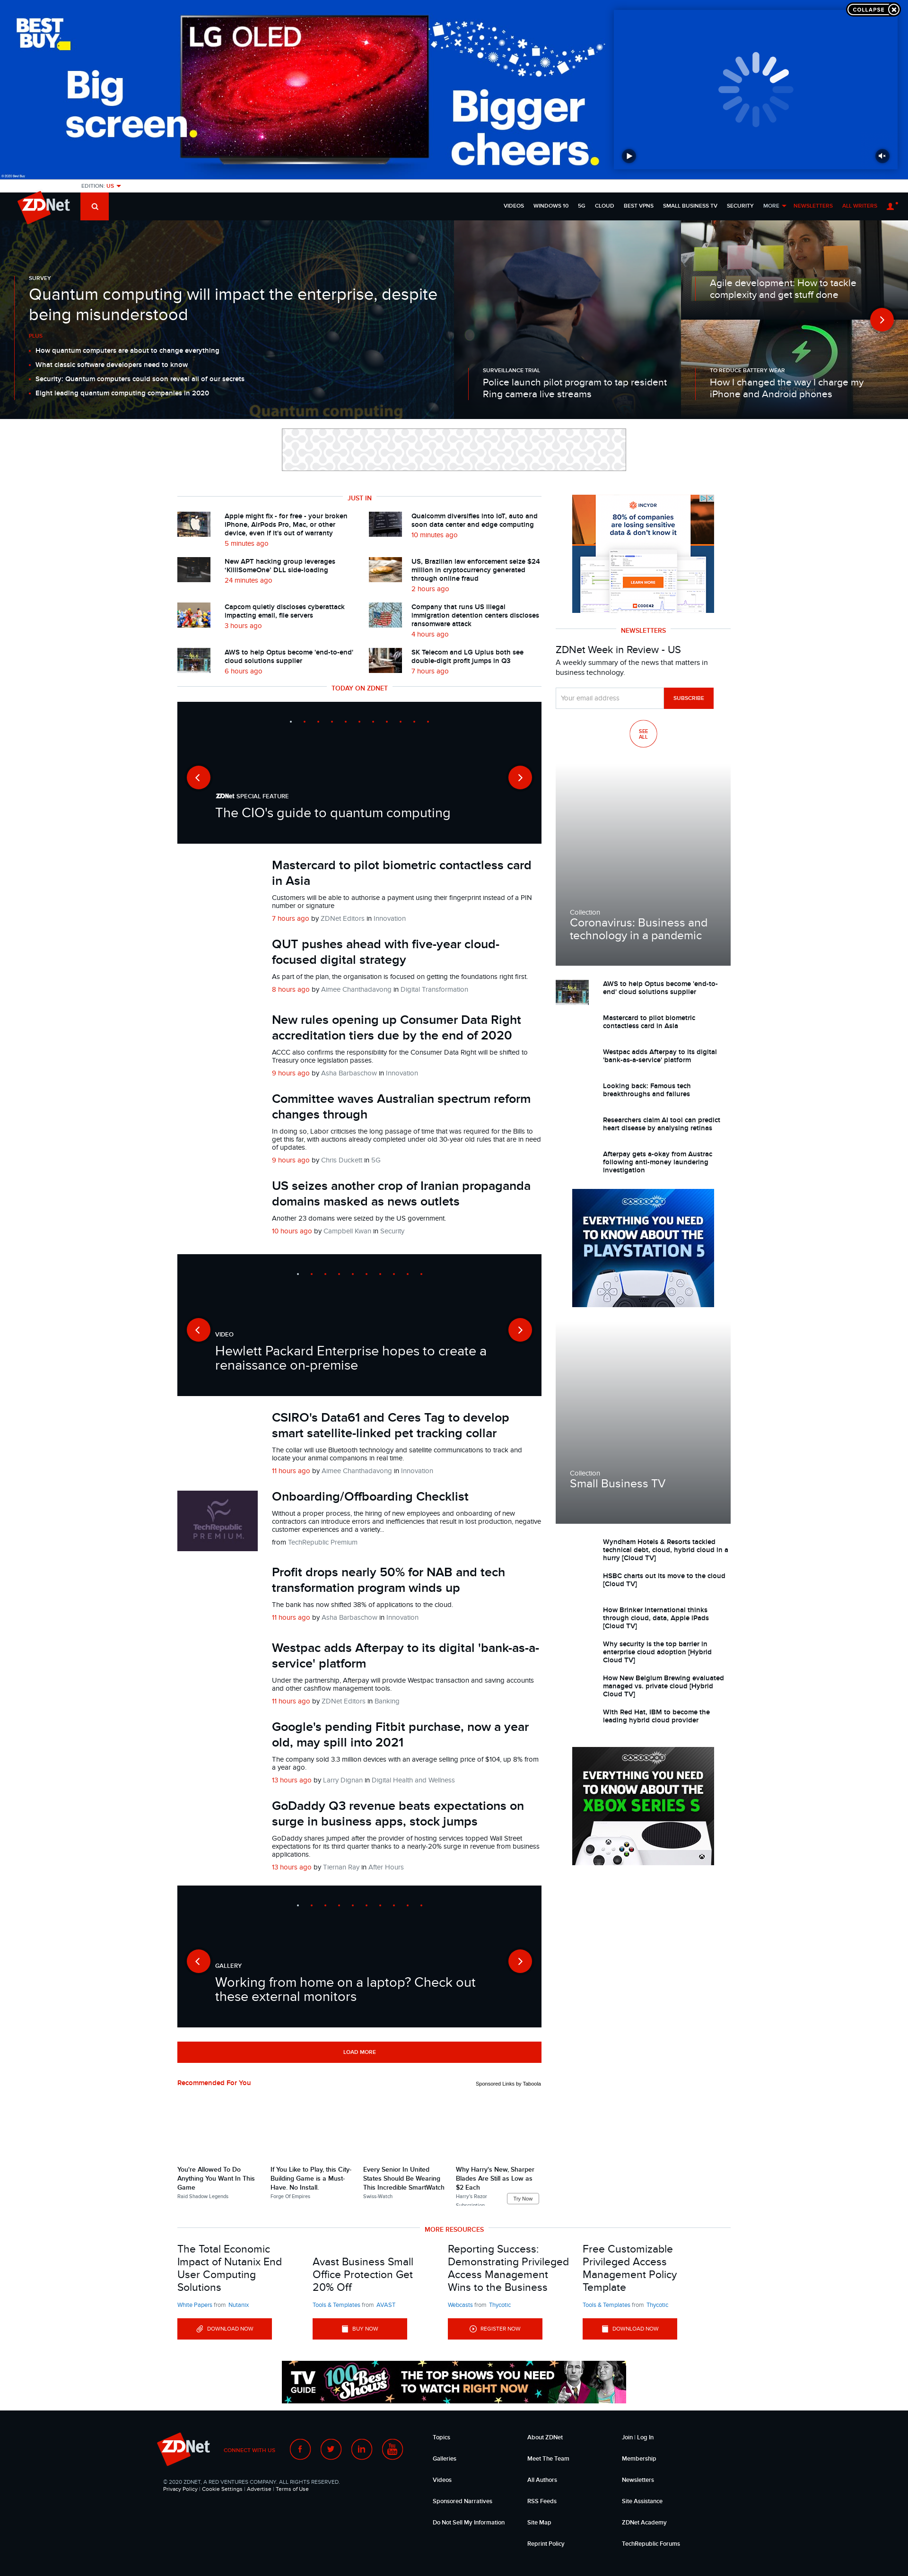 COLLAPSE
BEST BUY
LG OLED
Big screen.
Bigger cheers.
EDITION: US
ZDNet
VIDEOS
WINDOWS 10
5G
CLOUD
BEST VPNS
SMALL BUSINESS TV
SECURITY
MORE
NEWSLETTERS
ALL WRITERS
SURVEY
Quantum computing will impact the enterprise, despite
being misunderstood
PLUS
How quantum computers are about to change everything
What classic software developers need to know
Security: Quantum computers could soon reveal all of our secrets
Eight leading quantum computing companies in 2020
Quantum computing
SURVEILLANCE TRIAL
Police launch pilot program to tap resident
Ring camera live streams
Agile development: How to tackle
complexity and get stuff done
TO REDUCE BATTERY WEAR
How I changed the way I charge my
iPhone and Android phones
JUST IN
Apple might fix - for free - your broken
iPhone, AirPods Pro, Mac, or other
device, even if it's out of warranty
5 minutes ago
Qualcomm diversifies into IoT, auto and
soon data center and edge computing
10 minutes ago
New APT hacking group leverages
'KilllSomeOne' DLL side-loading
24 minutes ago
US, Brazilian law enforcement seize $24
million in cryptocurrency generated
through online fraud
2 hours ago
Capcom quietly discloses cyberattack
impacting email, file servers
3 hours ago
Company that runs US illegal
immigration detention centers discloses
ransomware attack
4 hours ago
AWS to help Optus become 'end-to-end'
cloud solutions supplier
6 hours ago
SK Telecom and LG Uplus both see
double-digit profit jumps in Q3
7 hours ago
TODAY ON ZDNET
ZDNet SPECIAL FEATURE
The CIO's guide to quantum computing
Mastercard to pilot biometric contactless card
in Asia
Customers will be able to authorise a payment using their fingerprint instead of a PIN
number or signature
7 hours ago by ZDNet Editors in Innovation
QUT pushes ahead with five-year cloud-
focused digital strategy
As part of the plan, the organisation is focused on getting the foundations right first.
8 hours ago by Aimee Chanthadavong in Digital Transformation
New rules opening up Consumer Data Right
accreditation tiers due by the end of 2020
ACCC also confirms the responsibility for the Consumer Data Right will be shifted to
Treasury once legislation passes.
9 hours ago by Asha Barbaschow in Innovation
Committee waves Australian spectrum reform
changes through
In doing so, Labor criticises the long passage of time that was required for the Bills to
get this far, with auctions already completed under old 30-year old rules that are in need
of updates.
9 hours ago by Chris Duckett in 5G
US seizes another crop of Iranian propaganda
domains masked as news outlets
Another 23 domains were seized by the US government.
10 hours ago by Campbell Kwan in Security
VIDEO
Hewlett Packard Enterprise hopes to create a
renaissance on-premise
CSIRO's Data61 and Ceres Tag to develop
smart satellite-linked pet tracking collar
The collar will use Bluetooth technology and satellite communications to track and
locate your animal companions in real time.
11 hours ago by Aimee Chanthadavong in Innovation
TechRepublic
PREMIUM
Onboarding/Offboarding Checklist
Without a proper process, the hiring of new employees and onboarding of new
contractors can introduce errors and inefficiencies that result in lost production, negative
customer experiences and a variety...
from TechRepublic Premium
Profit drops nearly 50% for NAB and tech
transformation program winds up
The bank has now shifted 38% of applications to the cloud.
11 hours ago by Asha Barbaschow in Innovation
Westpac adds Afterpay to its digital 'bank-as-a-
service' platform
Under the partnership, Afterpay will provide Westpac transaction and saving accounts
and other cashflow management tools.
11 hours ago by ZDNet Editors in Banking
Google's pending Fitbit purchase, now a year
old, may spill into 2021
The company sold 3.3 million devices with an average selling price of $104, up 8% from
a year ago.
13 hours ago by Larry Dignan in Digital Health and Wellness
GoDaddy Q3 revenue beats expectations on
surge in business apps, stock jumps
GoDaddy shares jumped after the provider of hosting services topped Wall Street
expectations for its third quarter thanks to a nearly-20% surge in revenue from business
applications.
13 hours ago by Tiernan Ray in After Hours
GALLERY
Working from home on a laptop? Check out
these external monitors
LOAD MORE
INCYDR
80% of companies
are losing sensitive
data & don't know it
LEARN MORE
CODE42
NEWSLETTERS
ZDNet Week in Review - US
A weekly summary of the news that matters in
business technology.
Your email address
SUBSCRIBE
SEE
ALL
Collection
Coronavirus: Business and
technology in a pandemic
AWS to help Optus become 'end-to-
end' cloud solutions supplier
Mastercard to pilot biometric
contactless card in Asia
Westpac adds Afterpay to its digital
'bank-as-a-service' platform
Looking back: Famous tech
breakthroughs and failures
Researchers claim AI tool can predict
heart disease by analysing retinas
Afterpay gets a-okay from Austrac
following anti-money laundering
investigation
EVERYTHING YOU NEED
TO KNOW ABOUT THE
PLAYSTATION 5
Collection
Small Business TV
Wyndham Hotels & Resorts tackled
technical debt, cloud, hybrid cloud in a
hurry [Cloud TV]
HSBC charts out its move to the cloud
[Cloud TV]
How Brinker International thinks
through cloud, data, Apple iPads
[Cloud TV]
Why security is the top barrier in
enterprise cloud adoption [Hybrid
Cloud TV]
How New Belgium Brewing evaluated
managed vs. private cloud [Hybrid
Cloud TV]
With Red Hat, IBM to become the
leading hybrid cloud provider
EVERYTHING YOU NEED
TO KNOW ABOUT THE
XBOX SERIES S
Recommended For You
Sponsored Links by Taboola
You're Allowed To Do
Anything You Want In This
Game
Raid Shadow Legends
If You Like to Play, this City-
Building Game is a Must-
Have. No Install.
Forge Of Empires
Every Senior In United
States Should Be Wearing
This Incredible SmartWatch
Swiss-Watch
Why Harry's New, Sharper
Blades Are Still as Low as
$2 Each
Harry's Razor
Subscription
Try Now
MORE RESOURCES
The Total Economic
Impact of Nutanix End
User Computing
Solutions
White Papers from Nutanix
DOWNLOAD NOW
Avast Business Small
Office Protection Get
20% Off
Tools & Templates from AVAST
BUY NOW
Reporting Success:
Demonstrating Privileged
Access Management
Wins to the Business
Webcasts from Thycotic
REGISTER NOW
Free Customizable
Privileged Access
Management Policy
Template
Tools & Templates from Thycotic
DOWNLOAD NOW
TV GUIDE
100 Best Shows
THE TOP SHOWS YOU NEED
TO WATCH RIGHT NOW
ZDNet
CONNECT WITH US
© 2020 ZDNET, A RED VENTURES COMPANY. ALL RIGHTS RESERVED.
Privacy Policy | Cookie Settings | Advertise | Terms of Use
Topics
Galleries
Videos
Sponsored Narratives
Do Not Sell My Information
About ZDNet
Meet The Team
All Authors
RSS Feeds
Site Map
Reprint Policy
Join | Log In
Membership
Newsletters
Site Assistance
ZDNet Academy
TechRepublic Forums